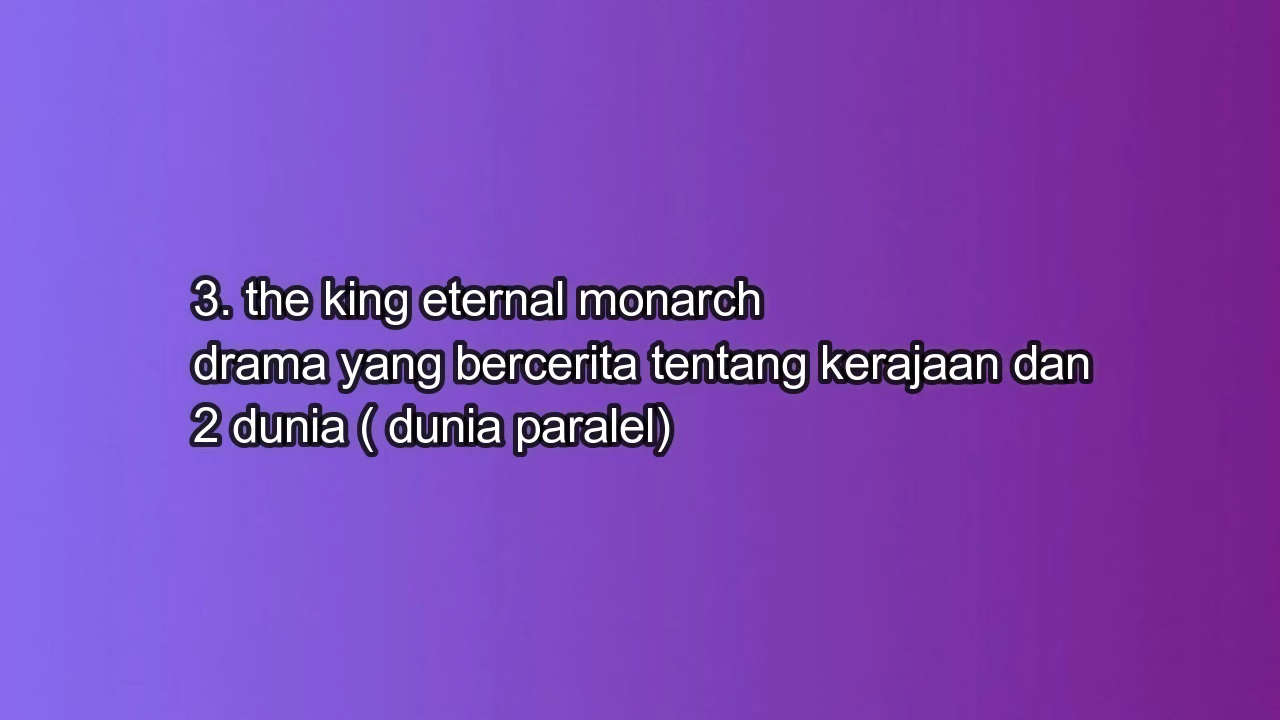 3. the king eternal monarch
drama yang bercerita tentang kerajaan dan
2 dunia ( dunia paralel)